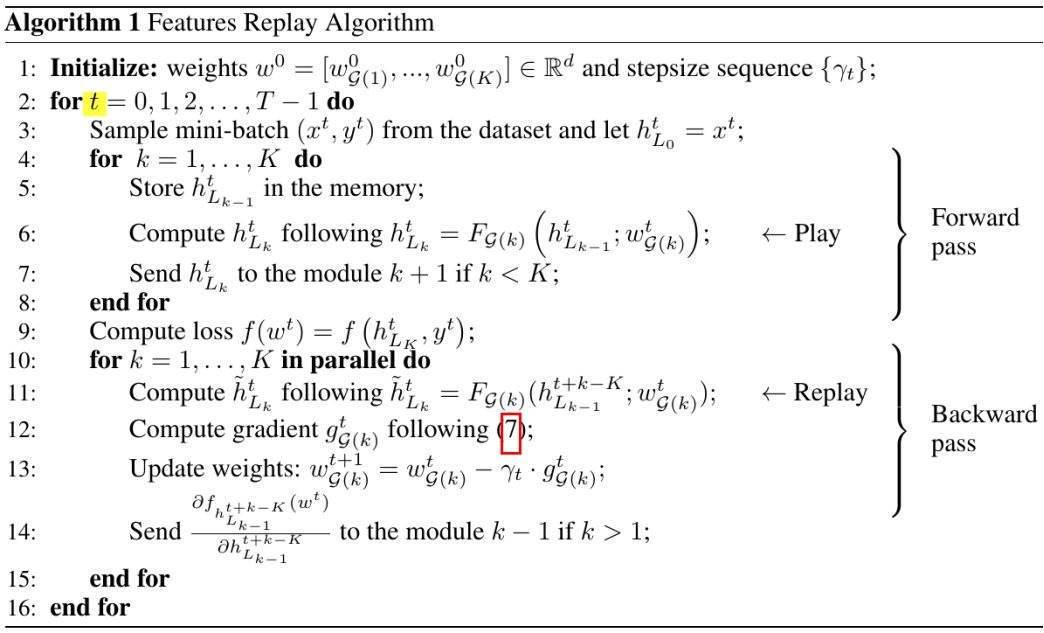 Algorithm 1 Features Replay Algorithm
1: Initialize: weights $w^0 = [w^0_{\mathcal{G}(1)}, ..., w^0_{\mathcal{G}(K)}] \in \mathbb{R}^d$ and stepsize sequence $\{\gamma_t\}$;
2: for $t = 0, 1, 2, \ldots, T-1$ do
3: Sample mini-batch $(x^t, y^t)$ from the dataset and let $h^t_{L_0} = x^t$;
4: for $k = 1, \ldots, K$ do
5: Store $h^t_{L_{k-1}}$ in the memory;
6: Compute $h^t_{L_k}$ following $h^t_{L_k} = F_{\mathcal{G}(k)}\left(h^t_{L_{k-1}}; w^t_{\mathcal{G}(k)}\right)$; ← Play
7: Send $h^t_{L_k}$ to the module $k+1$ if $k < K$;
8: end for
Forward
pass
9: Compute loss $f(w^t) = f\left(h^t_{L_K}, y^t\right)$;
10: for $k = 1, \ldots, K$ in parallel do
11: Compute $\tilde{h}^t_{L_k}$ following $\tilde{h}^t_{L_k} = F_{\mathcal{G}(k)}(h^{t+k-K}_{L_{k-1}}; w^t_{\mathcal{G}(k)})$; ← Replay
12: Compute gradient $g^t_{\mathcal{G}(k)}$ following (7);
13: Update weights: $w^{t+1}_{\mathcal{G}(k)} = w^t_{\mathcal{G}(k)} - \gamma_t \cdot g^t_{\mathcal{G}(k)}$;
14: Send $\frac{\partial f_{h^{t+k-K}_{L_{k-1}}}(w^t)}{\partial h^{t+k-K}_{L_{k-1}}}$ to the module $k-1$ if $k > 1$;
Backward
pass
15: end for
16: end for